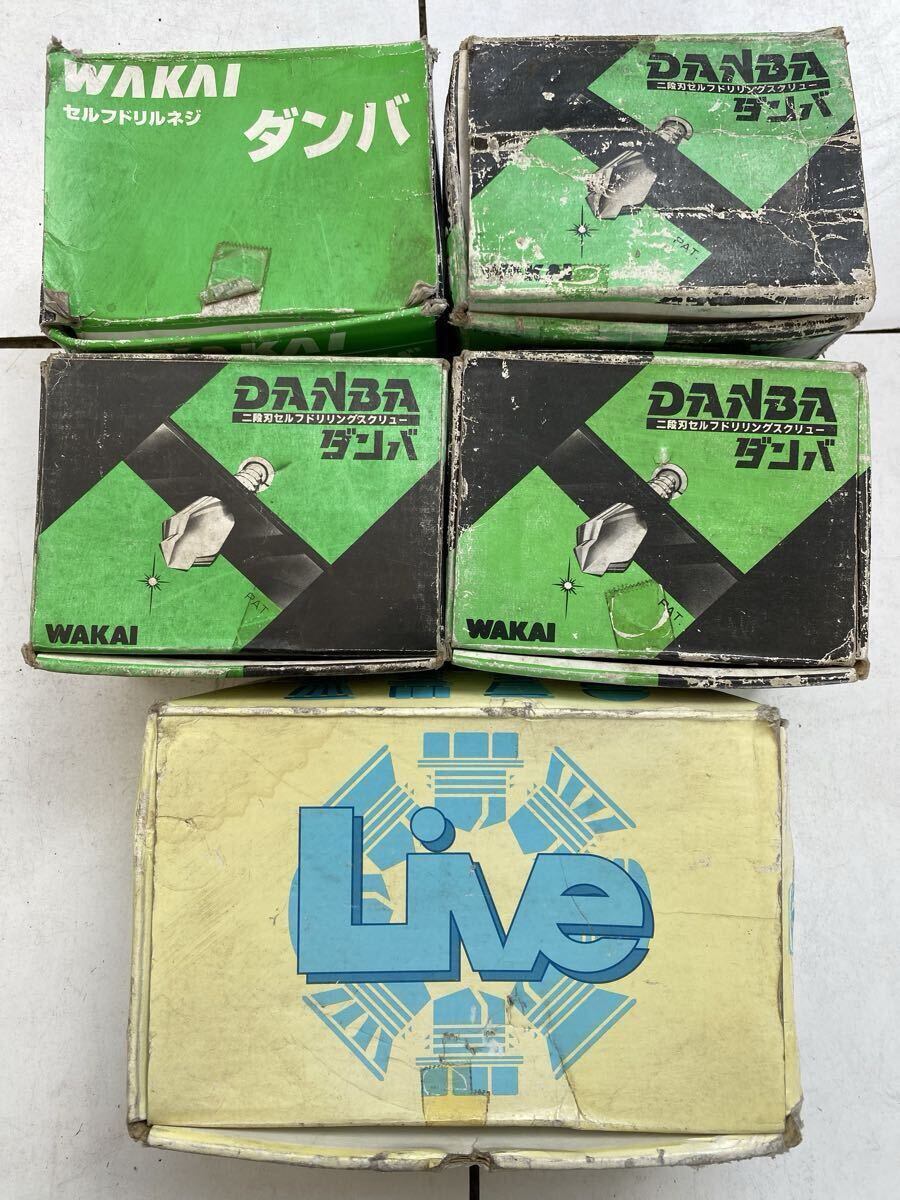 WAKAI
セルフドリルネジ
ダンバ
DANBA
二段刃セルフドリリングスクリュー
ダンバ
PAT.
DANBA
二段刃セルフドリリングスクリュー
ダンバ
PAT.
WAKAI
DANBA
二段刃セルフドリリングスクリュー
ダンバ
PAT.
WAKAI
Live